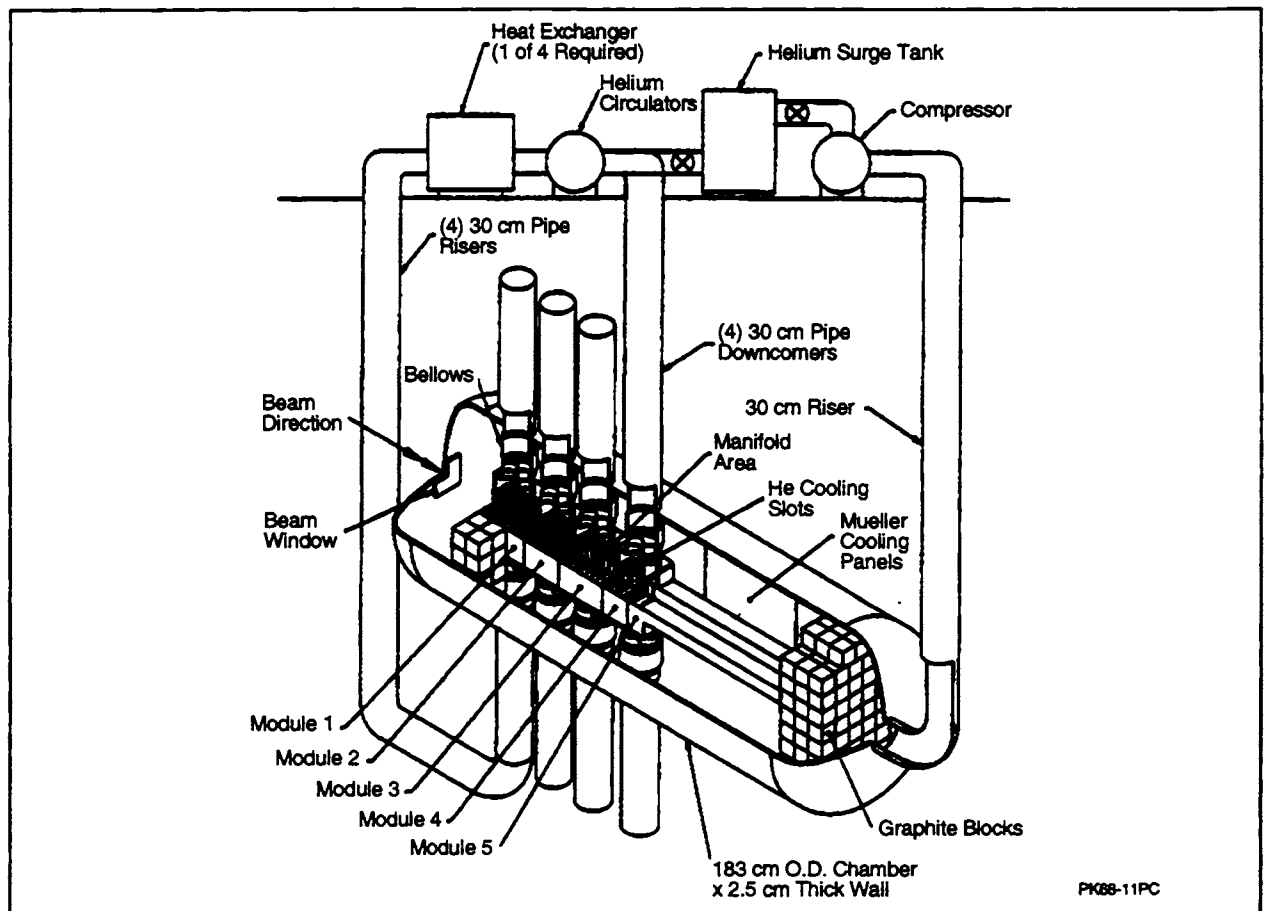 Heat Exchanger
(1 of 4 Required)
Helium Surge Tank
Helium
Circulators
Compressor
(4) 30 cm Pipe
Risers
(4) 30 cm Pipe
Downcomers
Bellows
Beam
Direction
30 cm Riser
Manifold
Area
He Cooling
Slots
Mueller
Cooling
Panels
Beam
Window
Module 1
Module 2
Module 3
Module 4
Module 5
Graphite Blocks
183 cm O.D. Chamber
x 2.5 cm Thick Wall
PK88-11PC